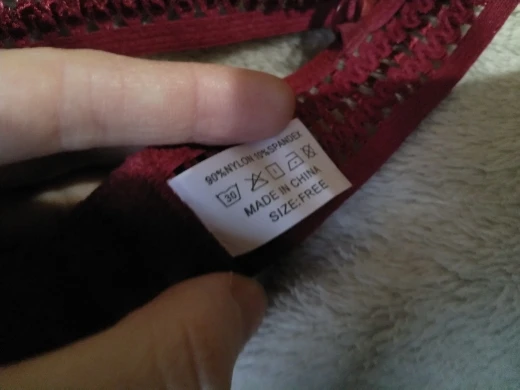 90%NYLON 10%SPANDEX
30
MADE IN CHINA
SIZE:FREE